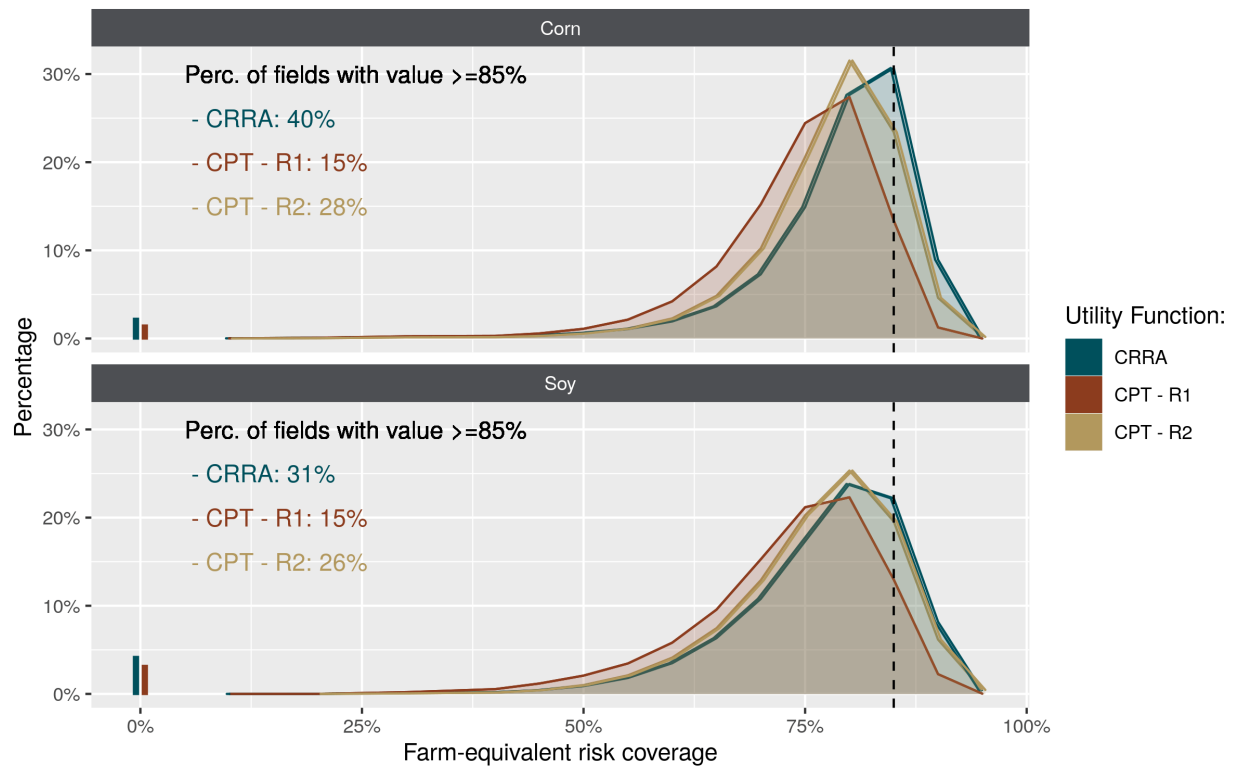 Corn
30%
20%
10%
0%
Perc. of fields with value >=85%
- CRRA: 40%
- CPT - R1: 15%
- CPT - R2: 28%
Soy
30%
20%
10%
0%
Perc. of fields with value >=85%
- CRRA: 31%
- CPT - R1: 15%
- CPT - R2: 26%
0%
25%
50%
75%
100%
Farm-equivalent risk coverage
Percentage
Utility Function:
CRRA
CPT - R1
CPT - R2